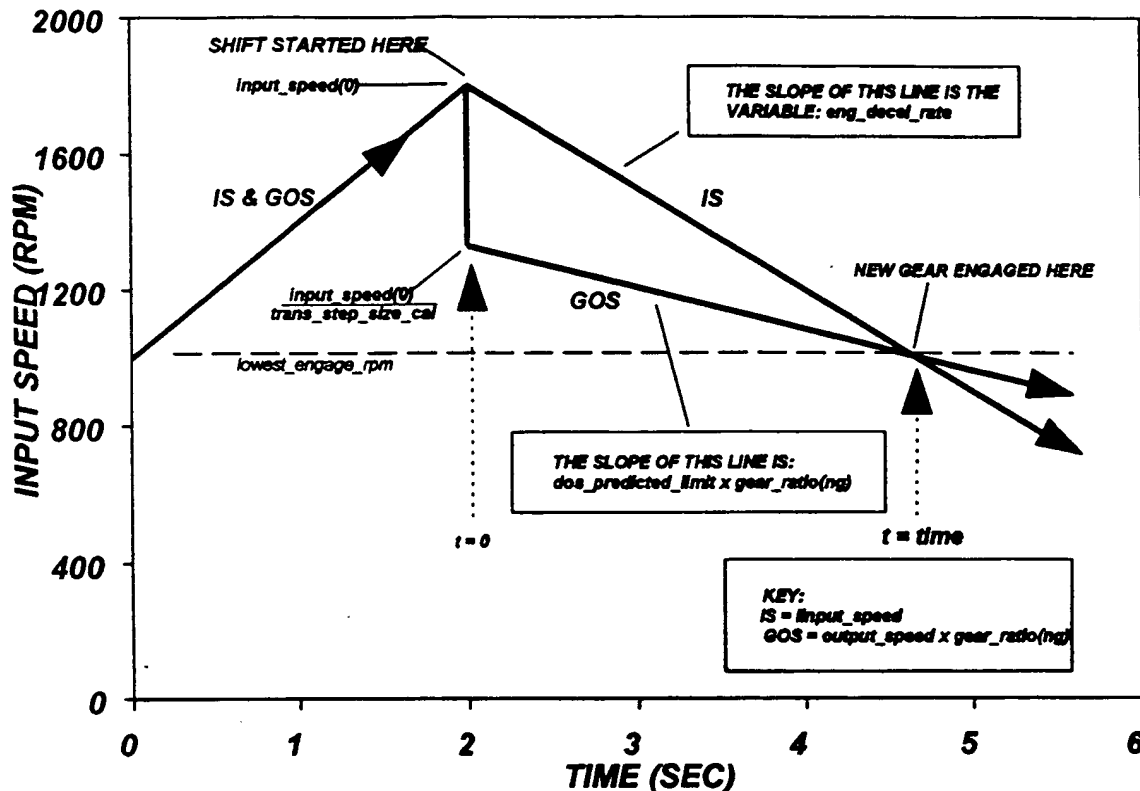 2000
SHIFT STARTED HERE
input_speed(0)
THE SLOPE OF THIS LINE IS THE
VARIABLE: eng_decel_rate
1600
IS & GOS
IS
INPUT SPEED (RPM)
1200
input_speed(0)
trans_step_size_cal
GOS
NEW GEAR ENGAGED HERE
1000
lowest_engage_rpm
800
THE SLOPE OF THIS LINE IS:
dos_predicted_limit x gear_ratio(ng)
t = 0
t = time
400
KEY:
IS = iinput_speed
GOS = output_speed x gear_ratio(ng)
0
0 1 2 3 4 5 6
TIME (SEC)